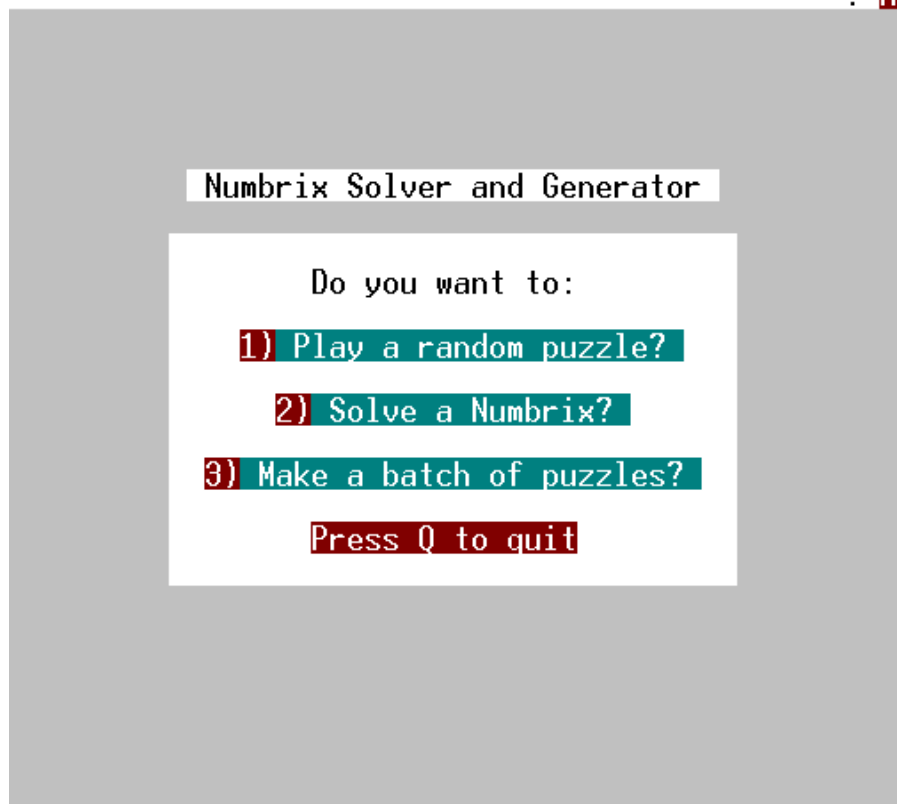 Numbrix Solver and Generator
Do you want to:
1) Play a random puzzle?
2) Solve a Numbrix?
3) Make a batch of puzzles?
Press Q to quit